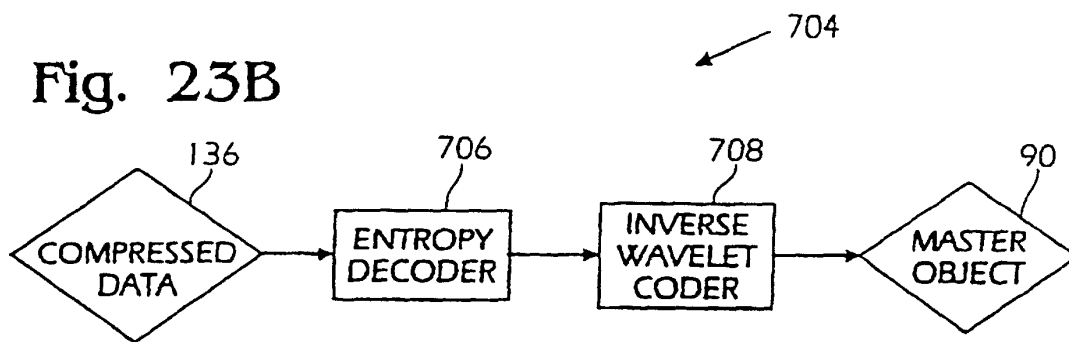 704
Fig. 23B
136
706
708
90
COMPRESSED
DATA
ENTROPY
DECODER
INVERSE
WAVELET
CODER
MASTER
OBJECT